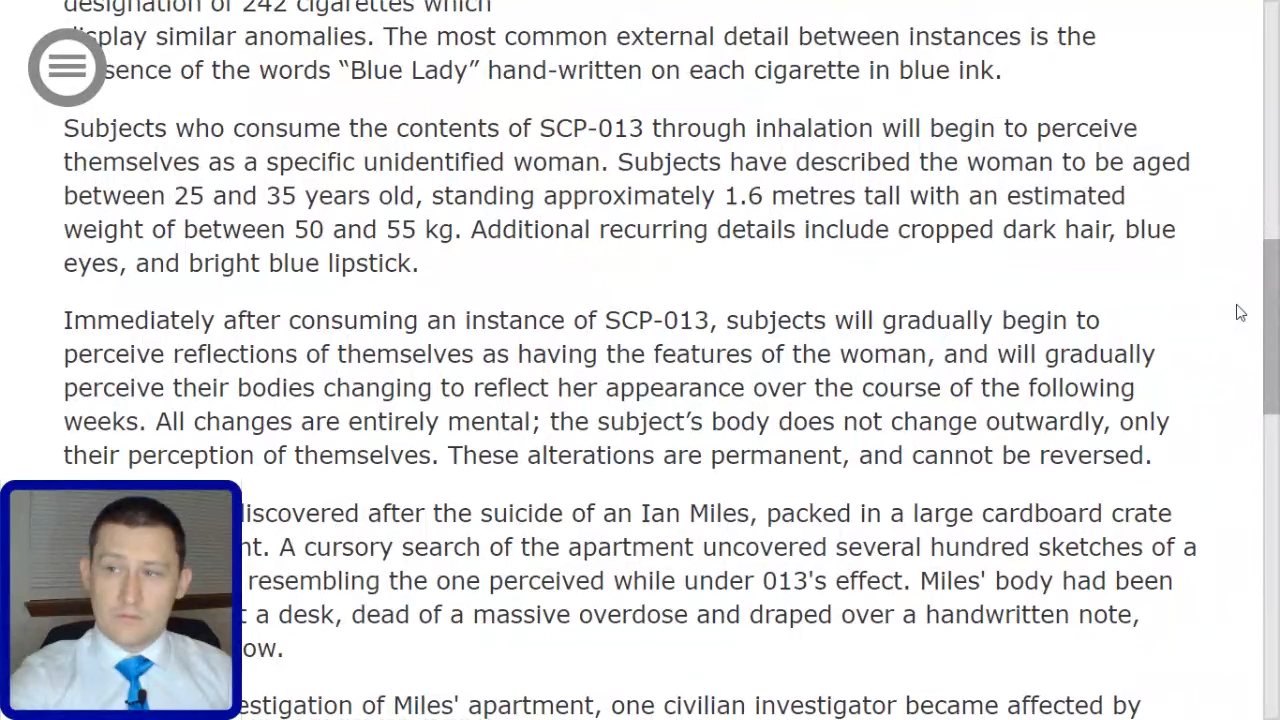 designation of 242 cigarettes which
display similar anomalies. The most common external detail between instances is the
sence of the words “Blue Lady” hand-written on each cigarette in blue ink.
Subjects who consume the contents of SCP-013 through inhalation will begin to perceive
themselves as a specific unidentified woman. Subjects have described the woman to be aged
between 25 and 35 years old, standing approximately 1.6 metres tall with an estimated
weight of between 50 and 55 kg. Additional recurring details include cropped dark hair, blue
eyes, and bright blue lipstick.
Immediately after consuming an instance of SCP-013, subjects will gradually begin to
perceive reflections of themselves as having the features of the woman, and will gradually
perceive their bodies changing to reflect her appearance over the course of the following
weeks. All changes are entirely mental; the subject’s body does not change outwardly, only
their perception of themselves. These alterations are permanent, and cannot be reversed.
discovered after the suicide of an Ian Miles, packed in a large cardboard crate
nt. A cursory search of the apartment uncovered several hundred sketches of a
resembling the one perceived while under 013's effect. Miles' body had been
t a desk, dead of a massive overdose and draped over a handwritten note,
ow.
estigation of Miles' apartment, one civilian investigator became affected by